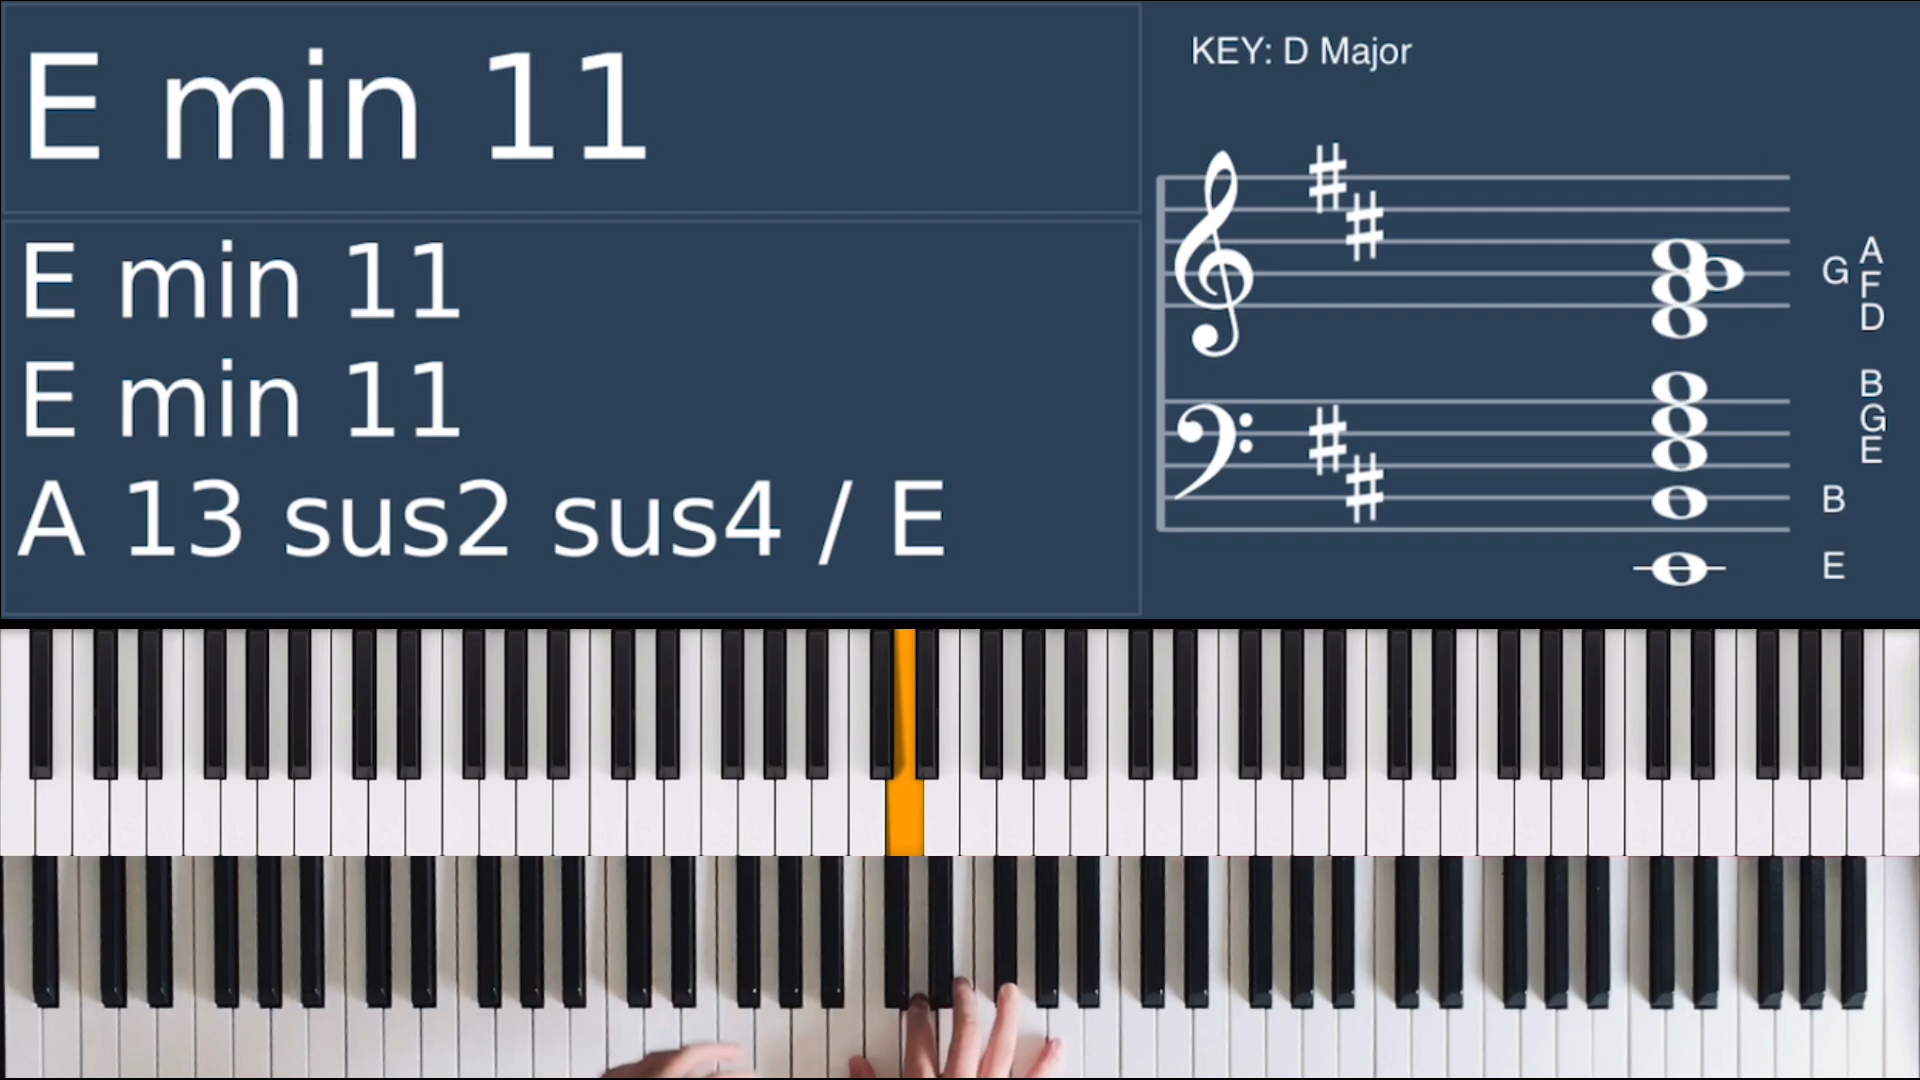 E min 11
E min 11
E min 11
A 13 sus2 sus4 / E
KEY: D Major
A
G
F
D
B
G
E
B
E